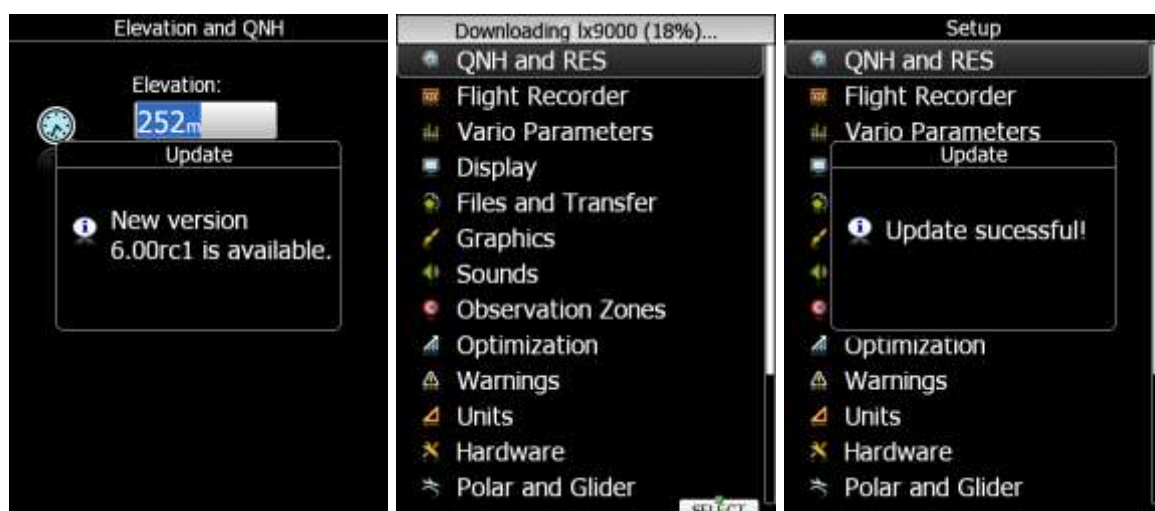 Elevation and QNH
Elevation:
252m
Update
New version
6.00rc1 is available.
Downloading lx9000 (18%)...
QNH and RES
Flight Recorder
Vario Parameters
Display
Files and Transfer
Graphics
Sounds
Observation Zones
Optimization
Warnings
Units
Hardware
Polar and Glider
SELECT
Setup
QNH and RES
Flight Recorder
Vario Parameters
Update
Update sucessful!
Optimization
Warnings
Units
Hardware
Polar and Glider